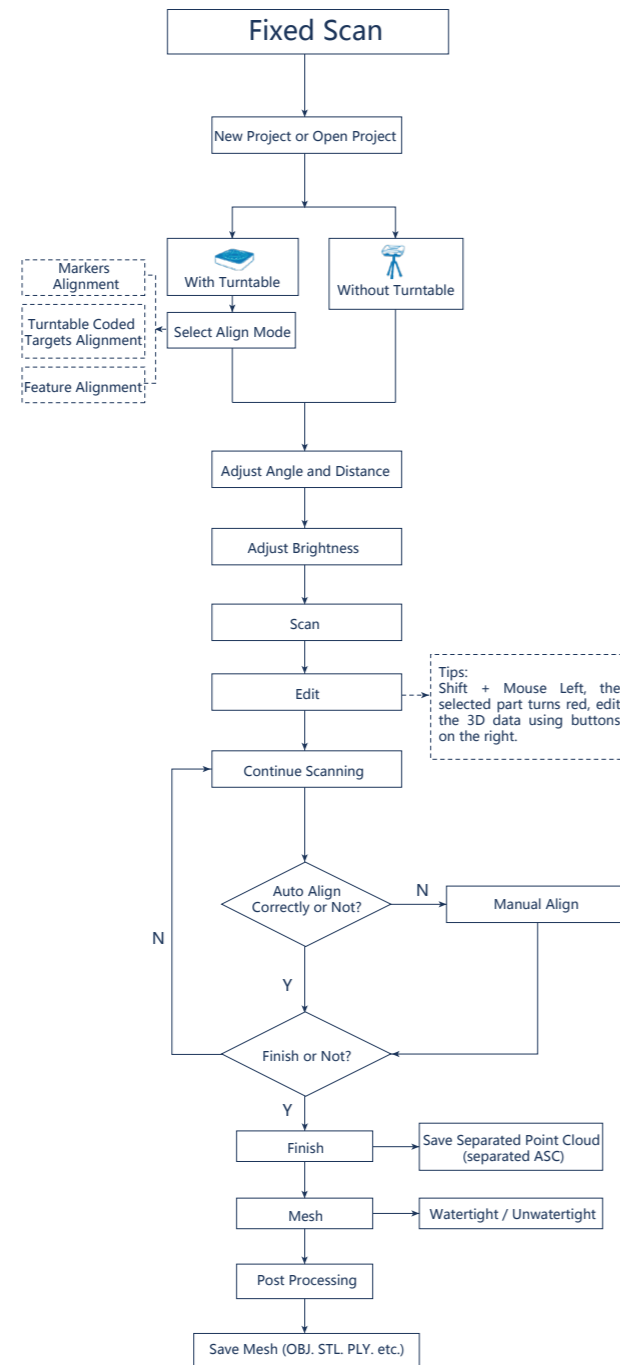 Fixed Scan
New Project or Open Project
With Turntable
Without Turntable
Markers
Alignment
Turntable Coded
Targets Alignment
Feature Alignment
Select Align Mode
Adjust Angle and Distance
Adjust Brightness
Scan
Edit
Tips:
Shift + Mouse Left, the
selected part turns red, edit
the 3D data using buttons
on the right.
Continue Scanning
Auto Align
Correctly or Not?
N
Manual Align
N
Y
Finish or Not?
Y
Finish
Save Separated Point Cloud
(separated ASC)
Mesh
Watertight / Unwatertight
Post Processing
Save Mesh (OBJ. STL. PLY. etc.)